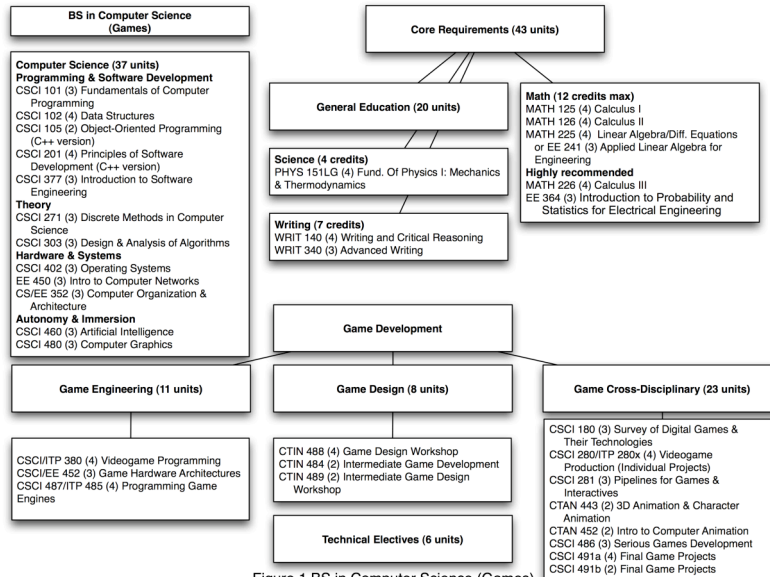 BS in Computer Science
(Games)
Computer Science (37 units)
Programming & Software Development
CSCI 101 (3) Fundamentals of Computer
Programming
CSCI 102 (4) Data Structures
CSCI 105 (2) Object-Oriented Programming
(C++ version)
CSCI 201 (4) Principles of Software
Development (C++ version)
CSCI 377 (3) Introduction to Software
Engineering
Theory
CSCI 271 (3) Discrete Methods in Computer
Science
CSCI 303 (3) Design & Analysis of Algorithms
Hardware & Systems
CSCI 402 (3) Operating Systems
EE 450 (3) Intro to Computer Networks
CS/EE 352 (3) Computer Organization &
Architecture
Autonomy & Immersion
CSCI 460 (3) Artificial Intelligence
CSCI 480 (3) Computer Graphics
Core Requirements (43 units)
General Education (20 units)
Science (4 credits)
PHYS 151LG (4) Fund. Of Physics I: Mechanics
& Thermodynamics
Writing (7 credits)
WRIT 140 (4) Writing and Critical Reasoning
WRIT 340 (3) Advanced Writing
Math (12 credits max)
MATH 125 (4) Calculus I
MATH 126 (4) Calculus II
MATH 225 (4) Linear Algebra/Diff. Equations
or EE 241 (3) Applied Linear Algebra for
Engineering
Highly recommended
MATH 226 (4) Calculus III
EE 364 (3) Introduction to Probability and
Statistics for Electrical Engineering
Game Development
Game Engineering (11 units)
CSCI/ITP 380 (4) Videogame Programming
CSCI/EE 452 (3) Game Hardware Architectures
CSCI 487/ITP 485 (4) Programming Game
Engines
Game Design (8 units)
CTIN 488 (4) Game Design Workshop
CTIN 484 (2) Intermediate Game Development
CTIN 489 (2) Intermediate Game Design
Workshop
Technical Electives (6 units)
Game Cross-Disciplinary (23 units)
CSCI 180 (3) Survey of Digital Games &
Their Technologies
CSCI 280/ITP 280x (4) Videogame
Production (Individual Projects)
CSCI 281 (3) Pipelines for Games &
Interactives
CTAN 443 (2) 3D Animation & Character
Animation
CTAN 452 (2) Intro to Computer Animation
CSCI 486 (3) Serious Games Development
CSCI 491a (4) Final Game Projects
CSCI 491b (2) Final Game Projects
Figure 1 BS in Computer Science (Games)